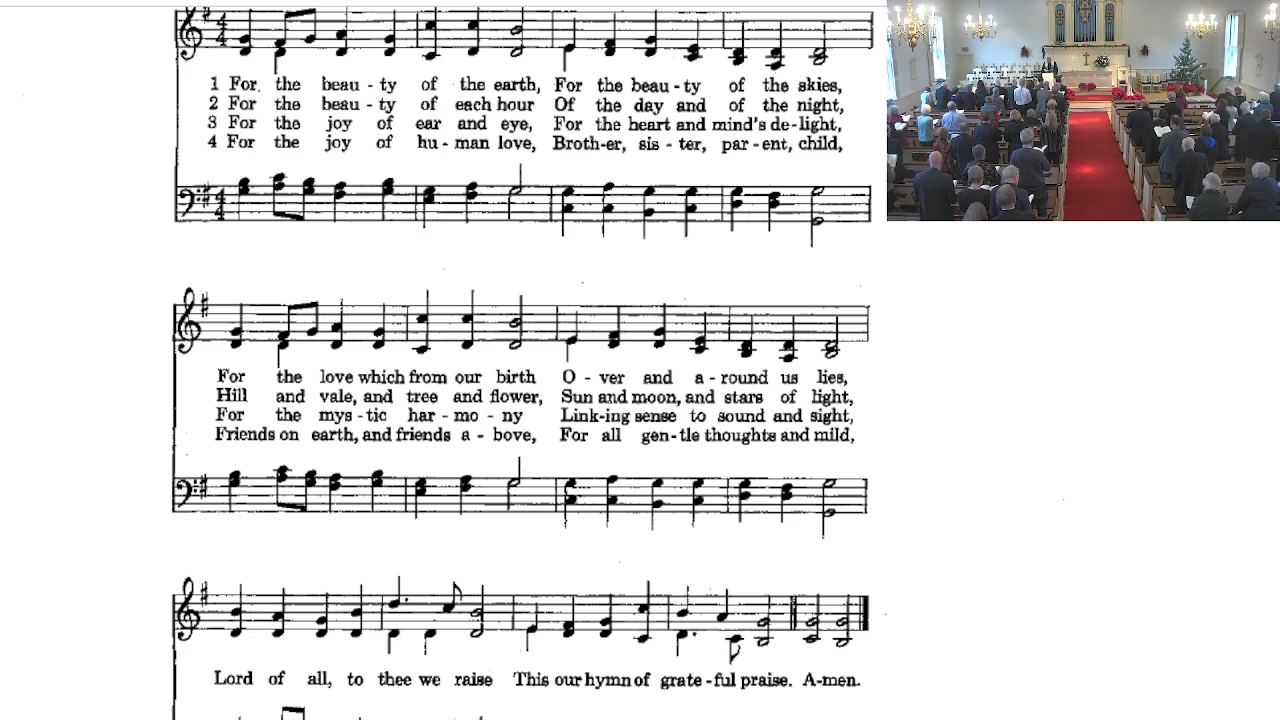 1 For the beau - ty of the earth, For the beau - ty of the skies,
2 For the beau - ty of each hour Of the day and of the night,
3 For the joy of ear and eye, For the heart and mind's de - light,
4 For the joy of hu - man love, Broth-er, sis - ter, par - ent, child,
For the love which from our birth O - ver and a - round us lies,
Hill and vale, and tree and flower, Sun and moon, and stars of light,
For the mys - tic har - mo - ny Link-ing sense to sound and sight,
Friends on earth, and friends a - bove, For all gen - tle thoughts and mild,
Lord of all, to thee we raise This our hymn of grate - ful praise. A-men.